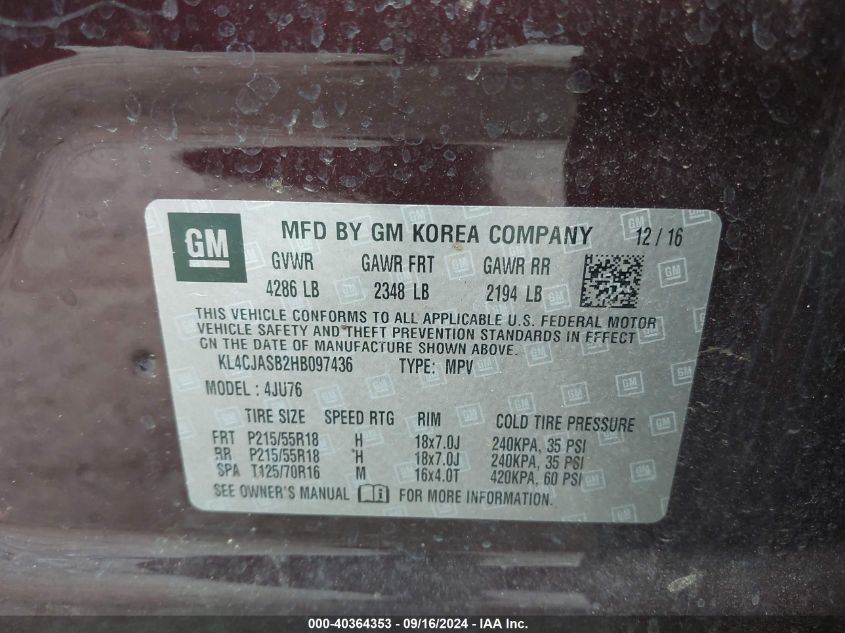 GM
MFD BY GM KOREA COMPANY 12 / 16
GVWR GAWR FRT GAWR RR
4286 LB 2348 LB 2194 LB
THIS VEHICLE CONFORMS TO ALL APPLICABLE U.S. FEDERAL MOTOR
VEHICLE SAFETY AND THEFT PREVENTION STANDARDS IN EFFECT
ON THE DATE OF MANUFACTURE SHOWN ABOVE.
KL4CJASB2HB097436 TYPE: MPV
MODEL : 4JU76
TIRE SIZE SPEED RTG RIM COLD TIRE PRESSURE
FRT P215/55R18 H 18x7.0J 240KPA, 35 PSI
RR P215/55R18 H 18x7.0J 240KPA, 35 PSI
SPA T125/70R16 M 16x4.0T 420KPA, 60 PSI
SEE OWNER'S MANUAL FOR MORE INFORMATION.
000-40364353 / 09/16/2024 / IAA Inc.